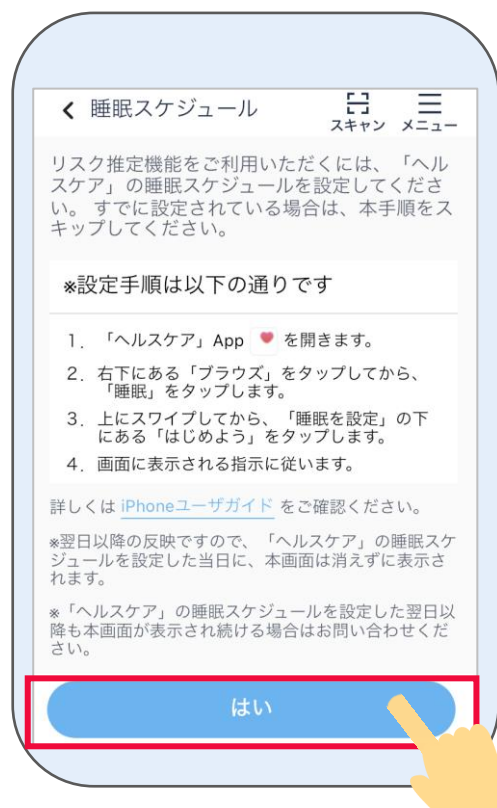 睡眠スケジュール
スキャン メニュー
リスク推定機能をご利用いただくには、「ヘル
スケア」の睡眠スケジュールを設定してくださ
い。 すでに設定されている場合は、本手順をス
キップしてください。
※設定手順は以下の通りです
1. 「ヘルスケア」App を開きます。
2. 右下にある「ブラウズ」をタップしてから、
「睡眠」をタップします。
3. 上にスワイプしてから、「睡眠を設定」の下
にある「はじめよう」をタップします。
4. 画面に表示される指示に従います。
詳しくは iPhoneユーザガイド をご確認ください。
※翌日以降の反映ですので、「ヘルスケア」の睡眠スケ
ジュールを設定した当日に、本画面は消えずに表示さ
れます。
※「ヘルスケア」の睡眠スケジュールを設定した翌日以
降も本画面が表示され続ける場合はお問い合わせくだ
さい。
はい